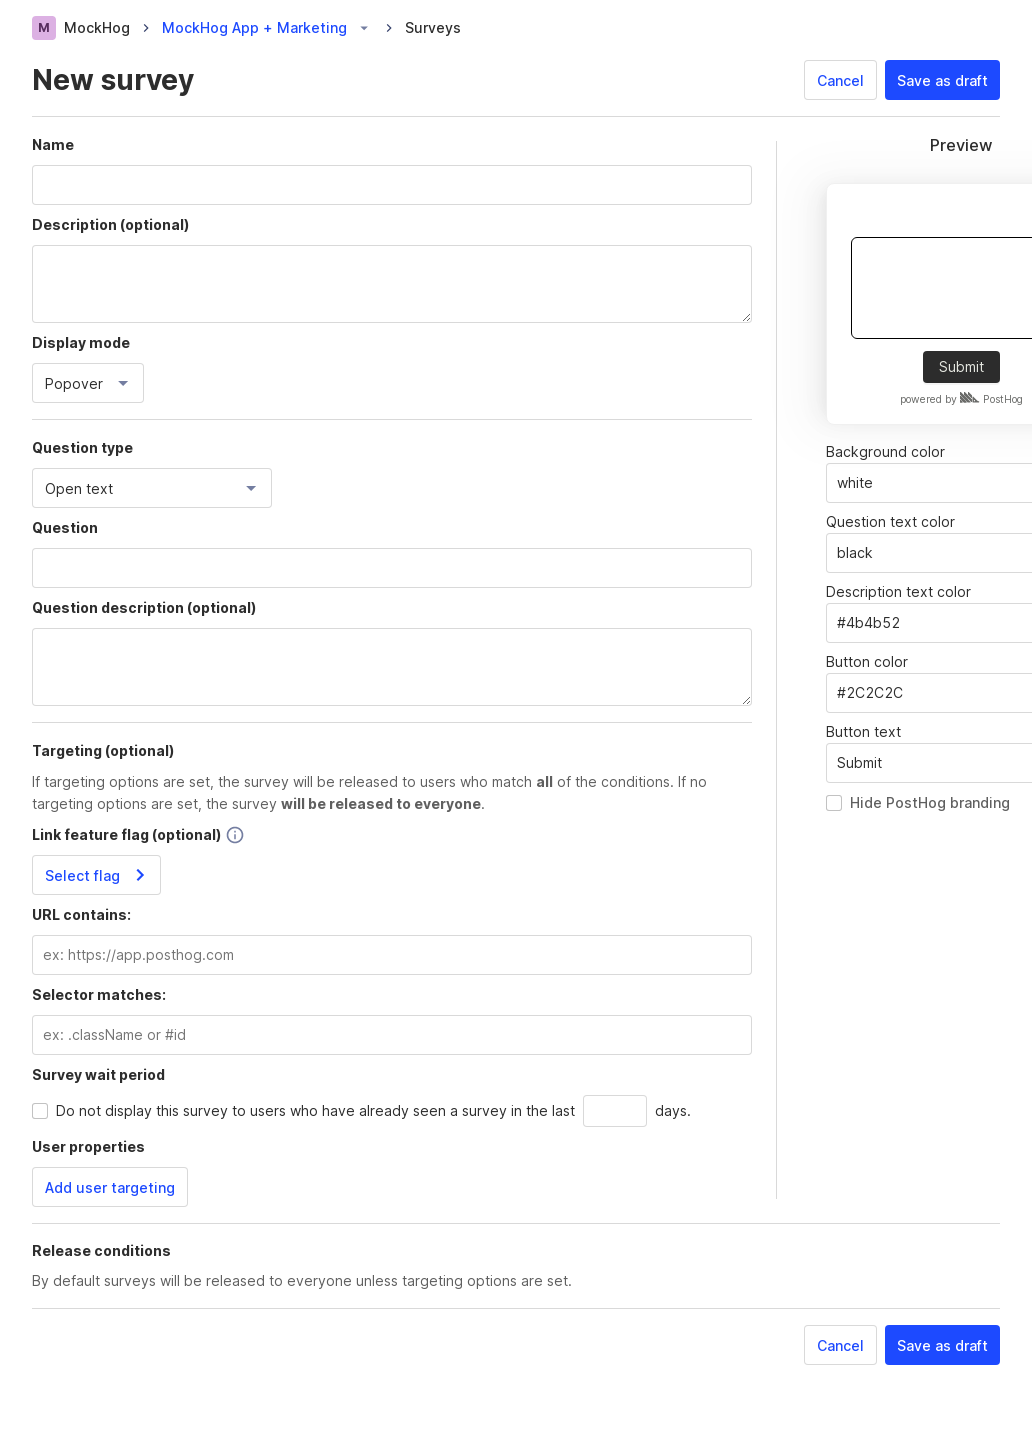 M MockHog MockHog App + Marketing Surveys
New survey
Cancel Save as draft
Name
Description (optional)
Display mode
Popover
Question type
Open text
Question
Question description (optional)
Targeting (optional)
If targeting options are set, the survey will be released to users who match all of the conditions. If no
targeting options are set, the survey will be released to everyone.
Link feature flag (optional)
Select flag
URL contains:
ex: https://app.posthog.com
Selector matches:
ex: .className or #id
Survey wait period
Do not display this survey to users who have already seen a survey in the last days.
User properties
Add user targeting
Preview
Submit
powered by PostHog
Background color
white
Question text color
black
Description text color
#4b4b52
Button color
#2C2C2C
Button text
Submit
Hide PostHog branding
Release conditions
By default surveys will be released to everyone unless targeting options are set.
Cancel Save as draft